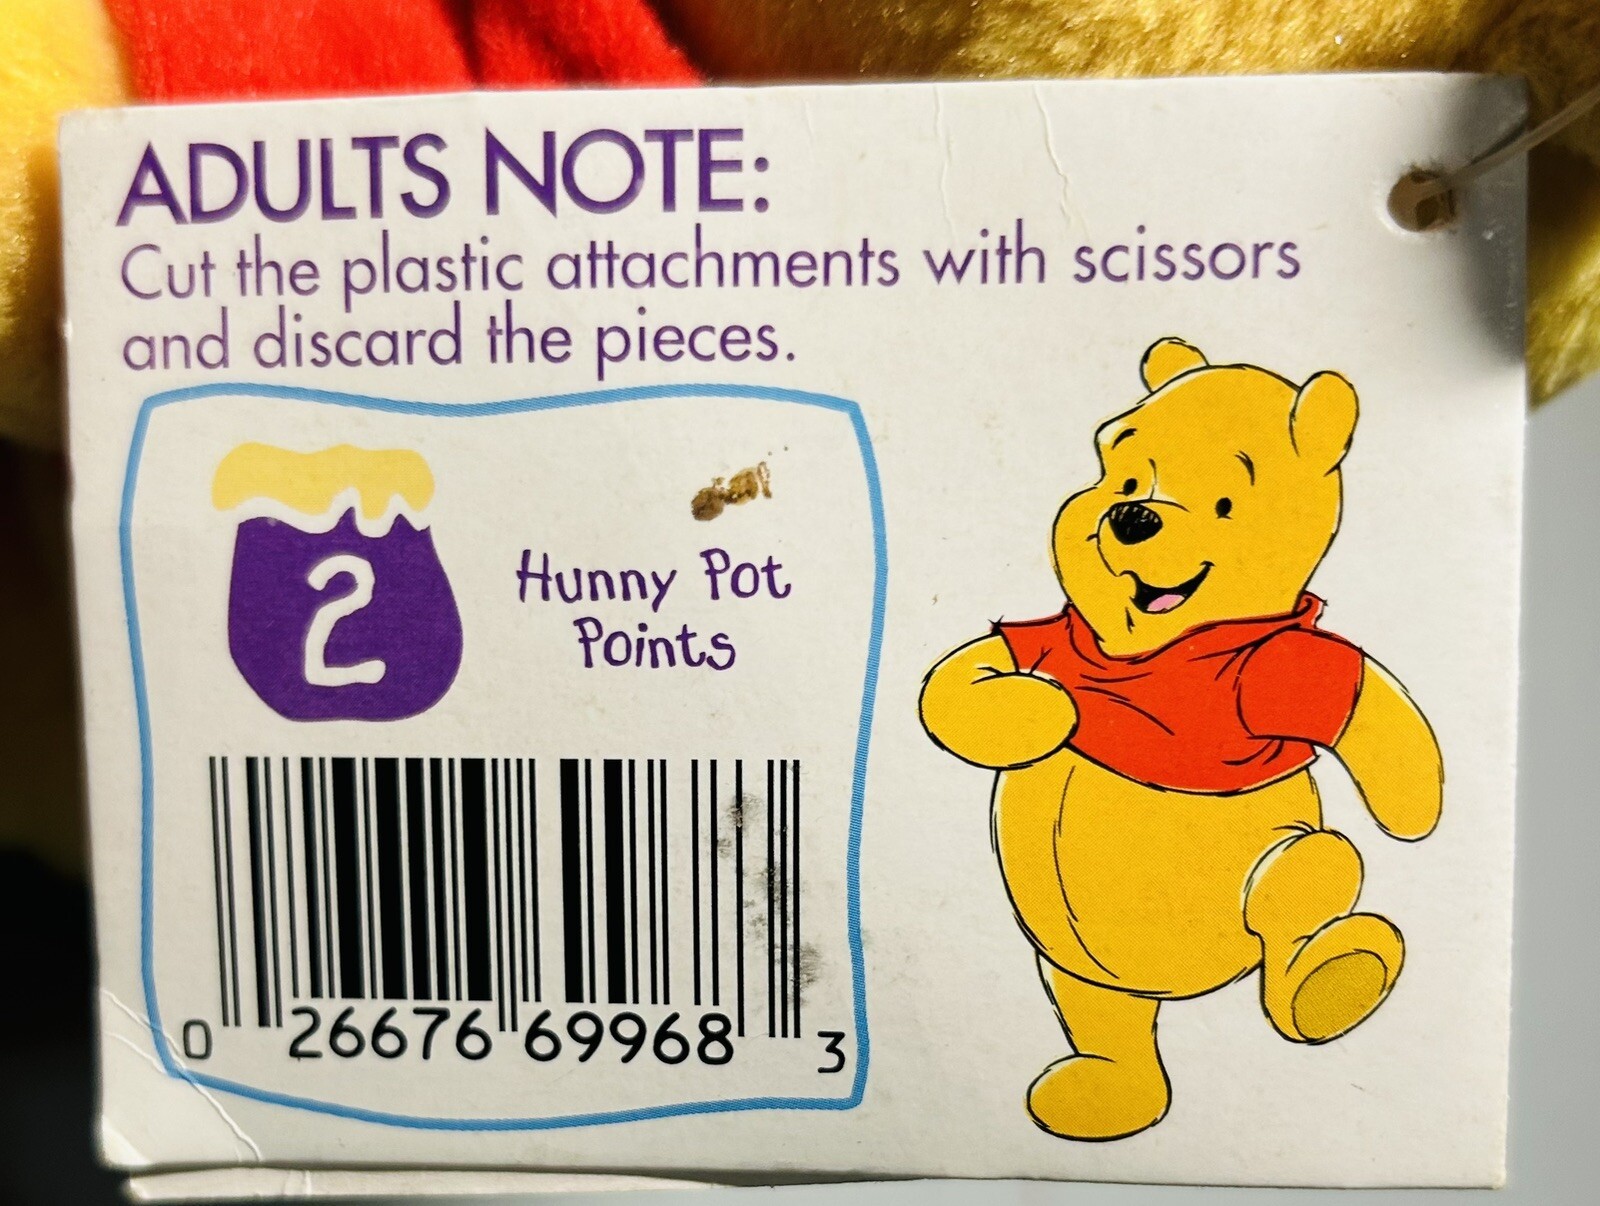 ADULTS NOTE:
Cut the plastic attachments with scissors
and discard the pieces.
2
Hunny Pot
Points
0 26676 69968 3